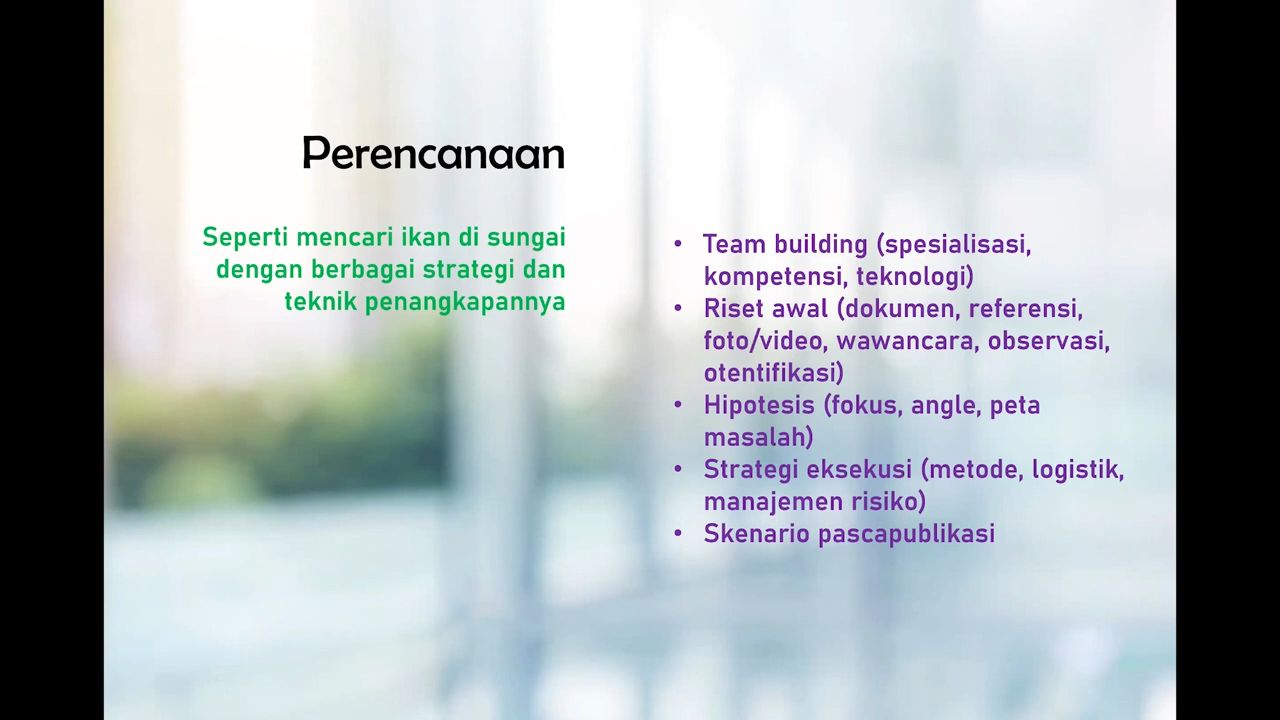 Perencanaan
Seperti mencari ikan di sungai
dengan berbagai strategi dan
teknik penangkapannya
• Team building (spesialisasi,
kompetensi, teknologi)
• Riset awal (dokumen, referensi,
foto/video, wawancara, observasi,
otentifikasi)
• Hipotesis (fokus, angle, peta
masalah)
• Strategi eksekusi (metode, logistik,
manajemen risiko)
• Skenario pascapublikasi